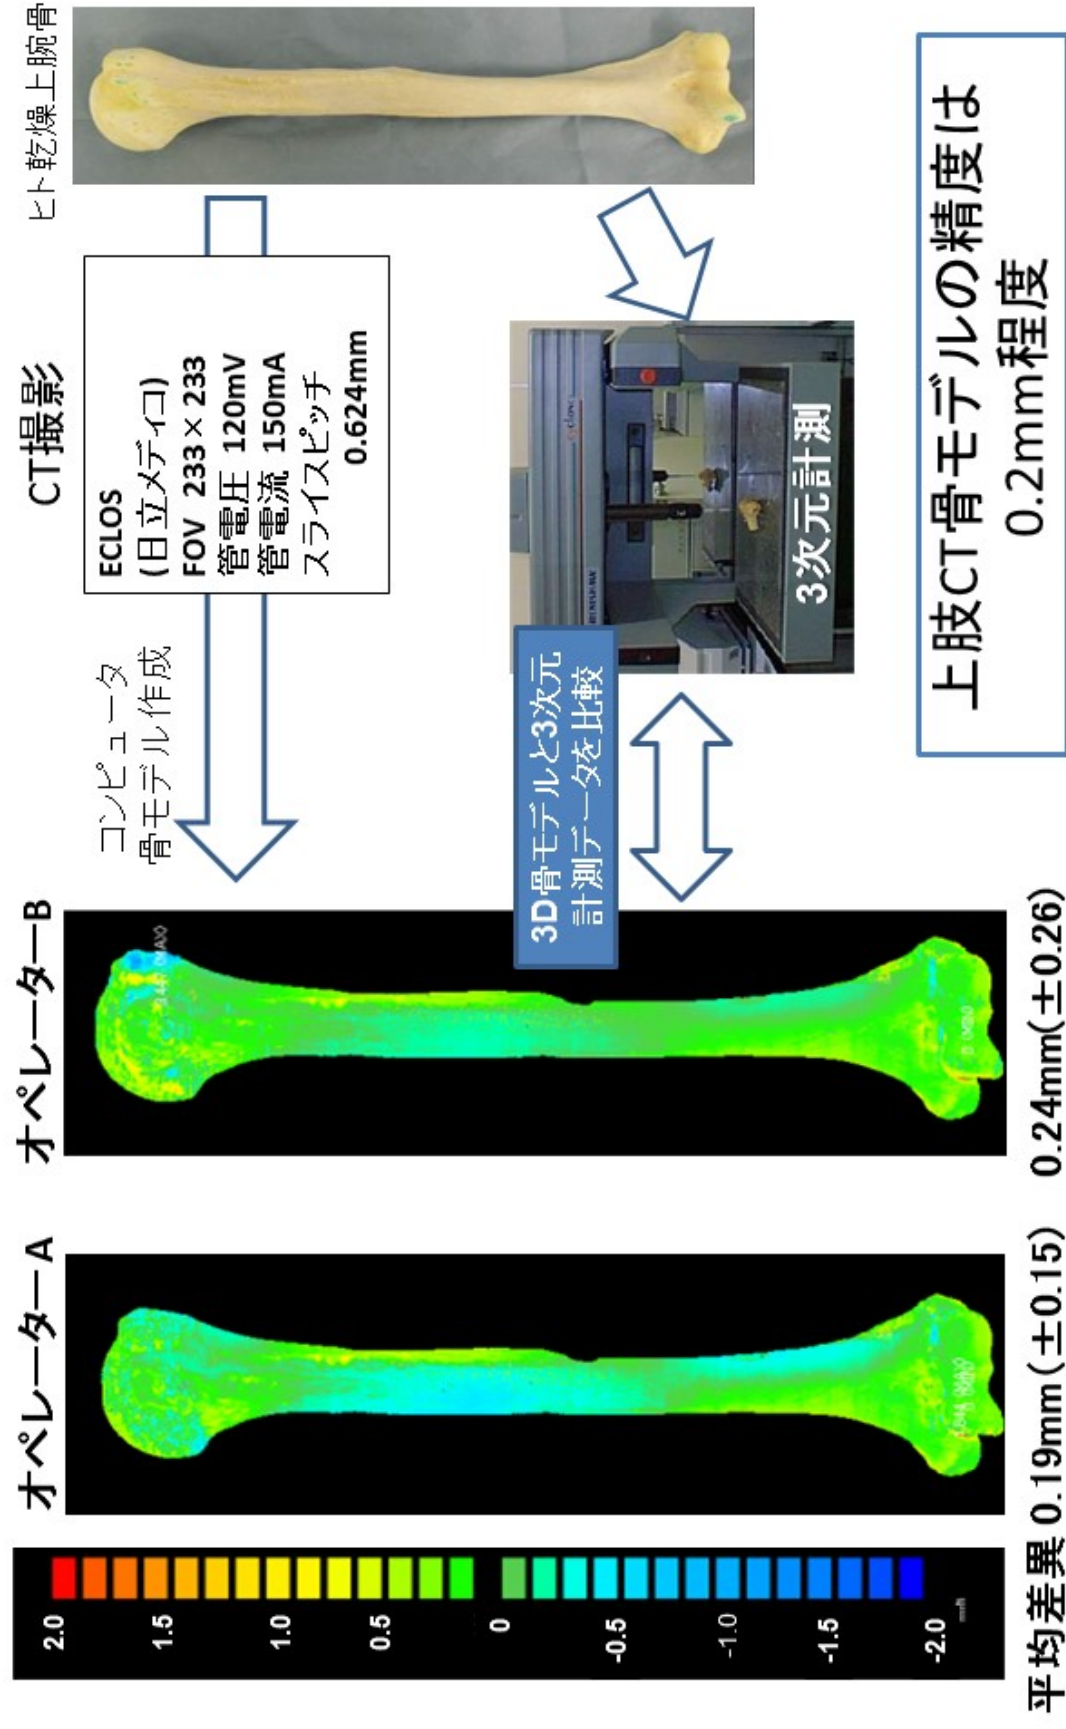 オペレーターA
オペレーターB
CT撮影
ヒト乾燥上腕骨
コンピュータ
骨モデル作成
ECLOS
(日立メディコ)
FOV 233×233
管電圧 120mV
管電流 150mA
スライスピッチ
0.624mm
2.0
1.5
1.0
0.5
0
-0.5
-1.0
-1.5
-2.0
3D骨モデルと3次元
計測データを比較
cyclone
RENISHAW
3次元計測
平均差異 0.19mm(±0.15) 0.24mm(±0.26)
上肢CT骨モデルの精度は
0.2mm程度